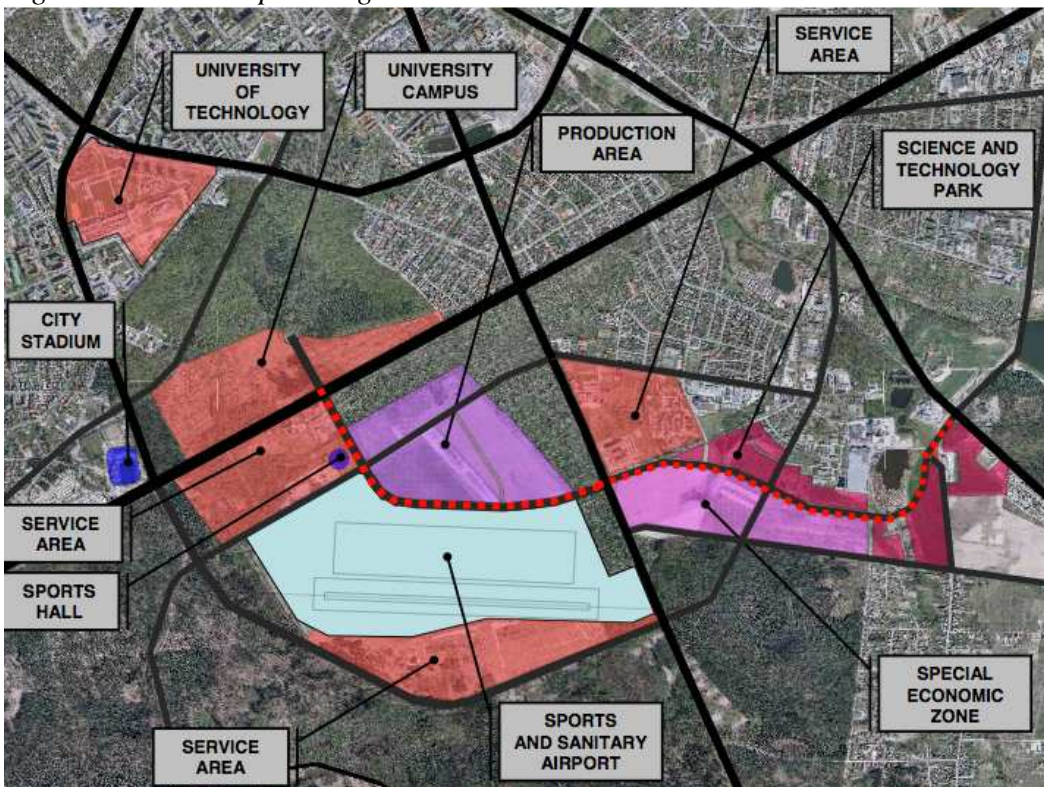 UNIVERSITY
OF
TECHNOLOGY
UNIVERSITY
CAMPUS
SERVICE
AREA
PRODUCTION
AREA
SCIENCE AND
TECHNOLOGY
PARK
CITY
STADIUM
SERVICE
AREA
SPORTS
HALL
SERVICE
AREA
SPORTS
AND SANITARY
AIRPORT
SPECIAL
ECONOMIC
ZONE